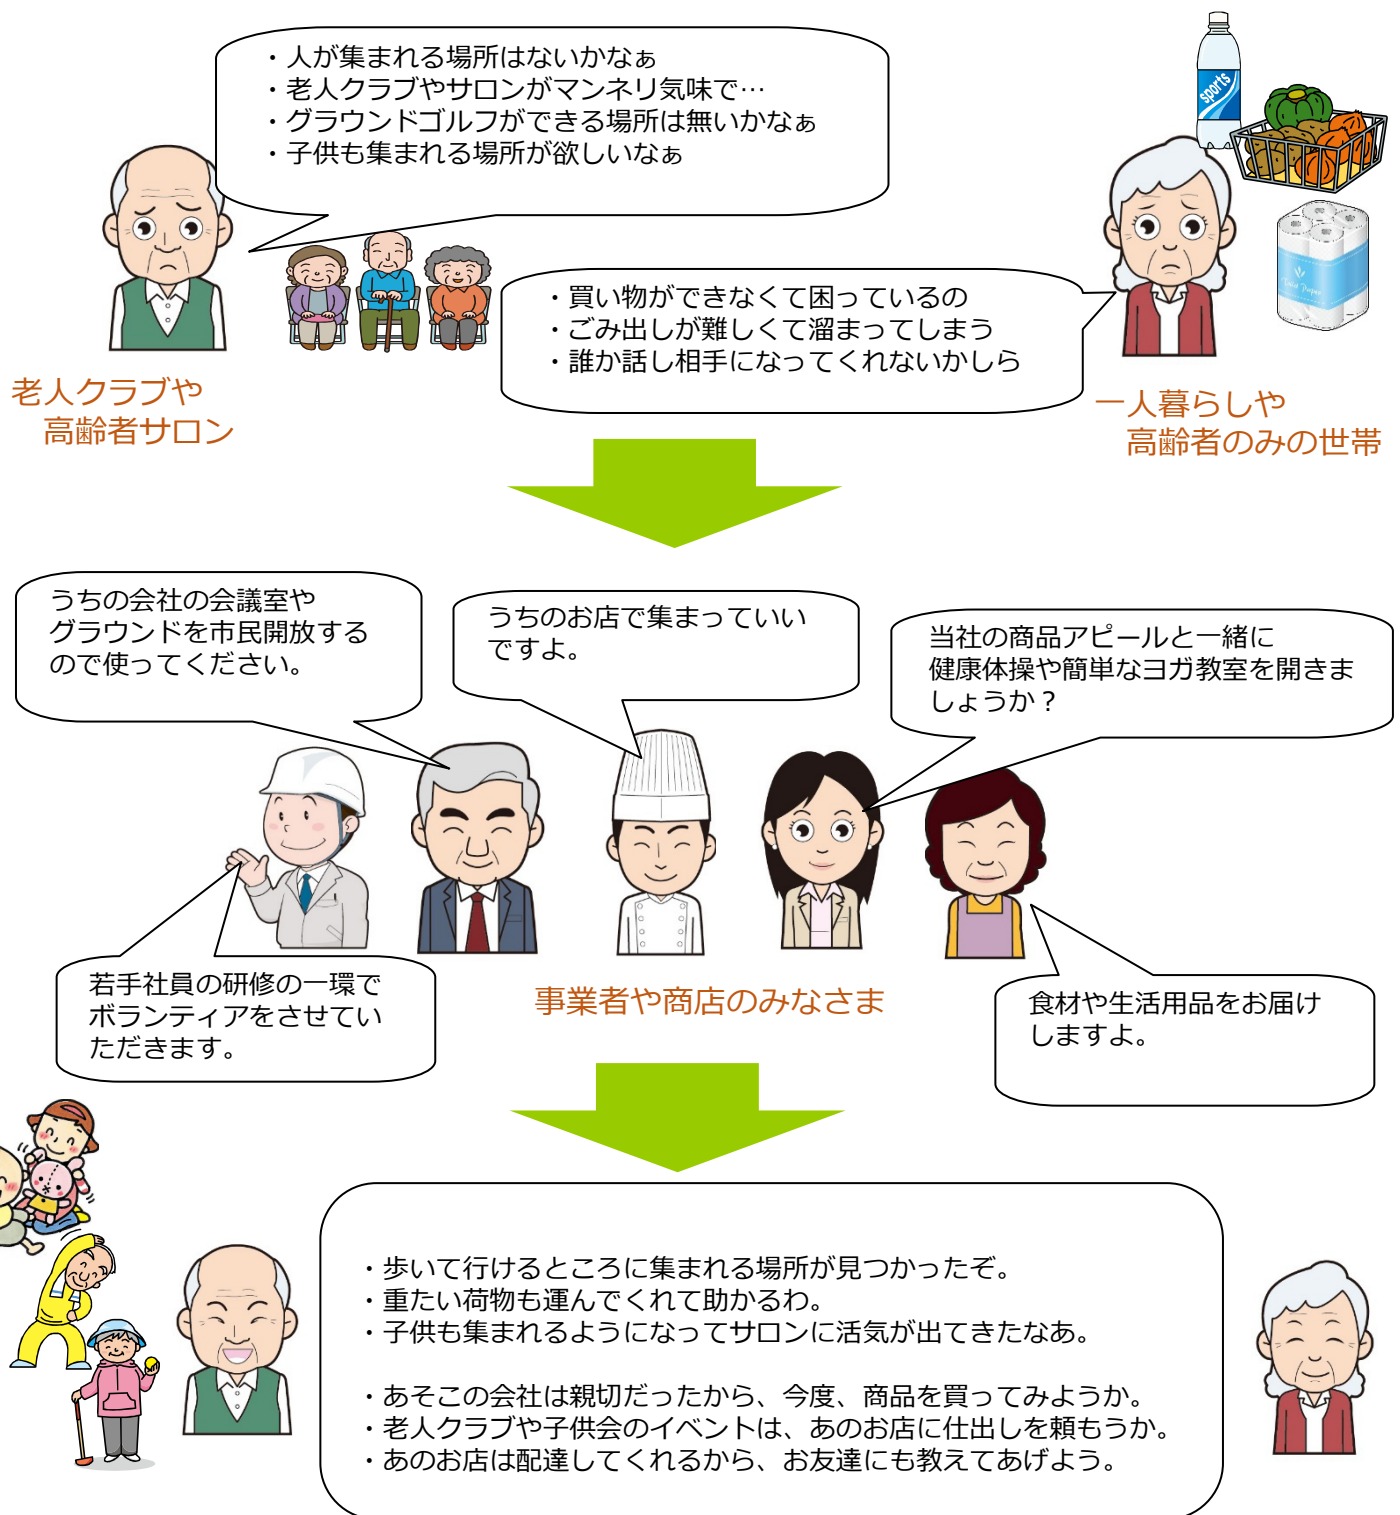 ・人が集まれる場所はないかなぁ
・老人クラブやサロンがマンネリ気味で…
・グラウンドゴルフができる場所は無いかなぁ
・子供も集まれる場所が欲しいなぁ
sports
Toilet Paper
・買い物ができなくて困っているの
・ごみ出しが難しくて溜まってしまう
・誰か話し相手になってくれないかしら
老人クラブや
高齢者サロン
一人暮らしや
高齢者のみの世帯
うちの会社の会議室や
グラウンドを市民開放する
ので使ってください。
うちのお店で集まっていい
ですよ。
当社の商品アピールと一緒に
健康体操や簡単なヨガ教室を開きま
しょうか？
若手社員の研修の一環で
ボランティアをさせてい
ただきます。
事業者や商店のみなさま
食材や生活用品をお届け
しますよ。
・歩いて行けるところに集まれる場所が見つかったぞ。
・重たい荷物も運んでくれて助かるわ。
・子供も集まれるようになってサロンに活気が出てきたなあ。
・あそこの会社は親切だったから、今度、商品を買ってみようか。
・老人クラブや子供会のイベントは、あのお店に仕出しを頼もうか。
・あのお店は配達してくれるから、お友達にも教えてあげよう。